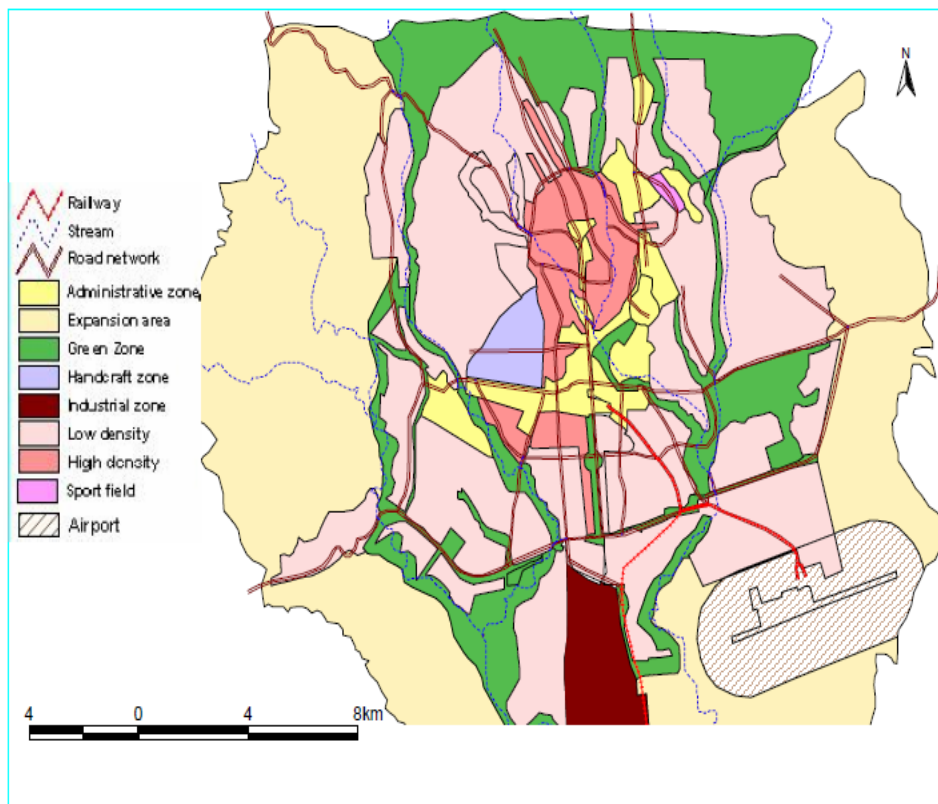 N
Railway
Stream
Road network
Administrative zone,
Expansion area
Green Zone
Handcraft zone
Industrial zone
Low density
High density
Sport field
Airport
4 0 4 8km